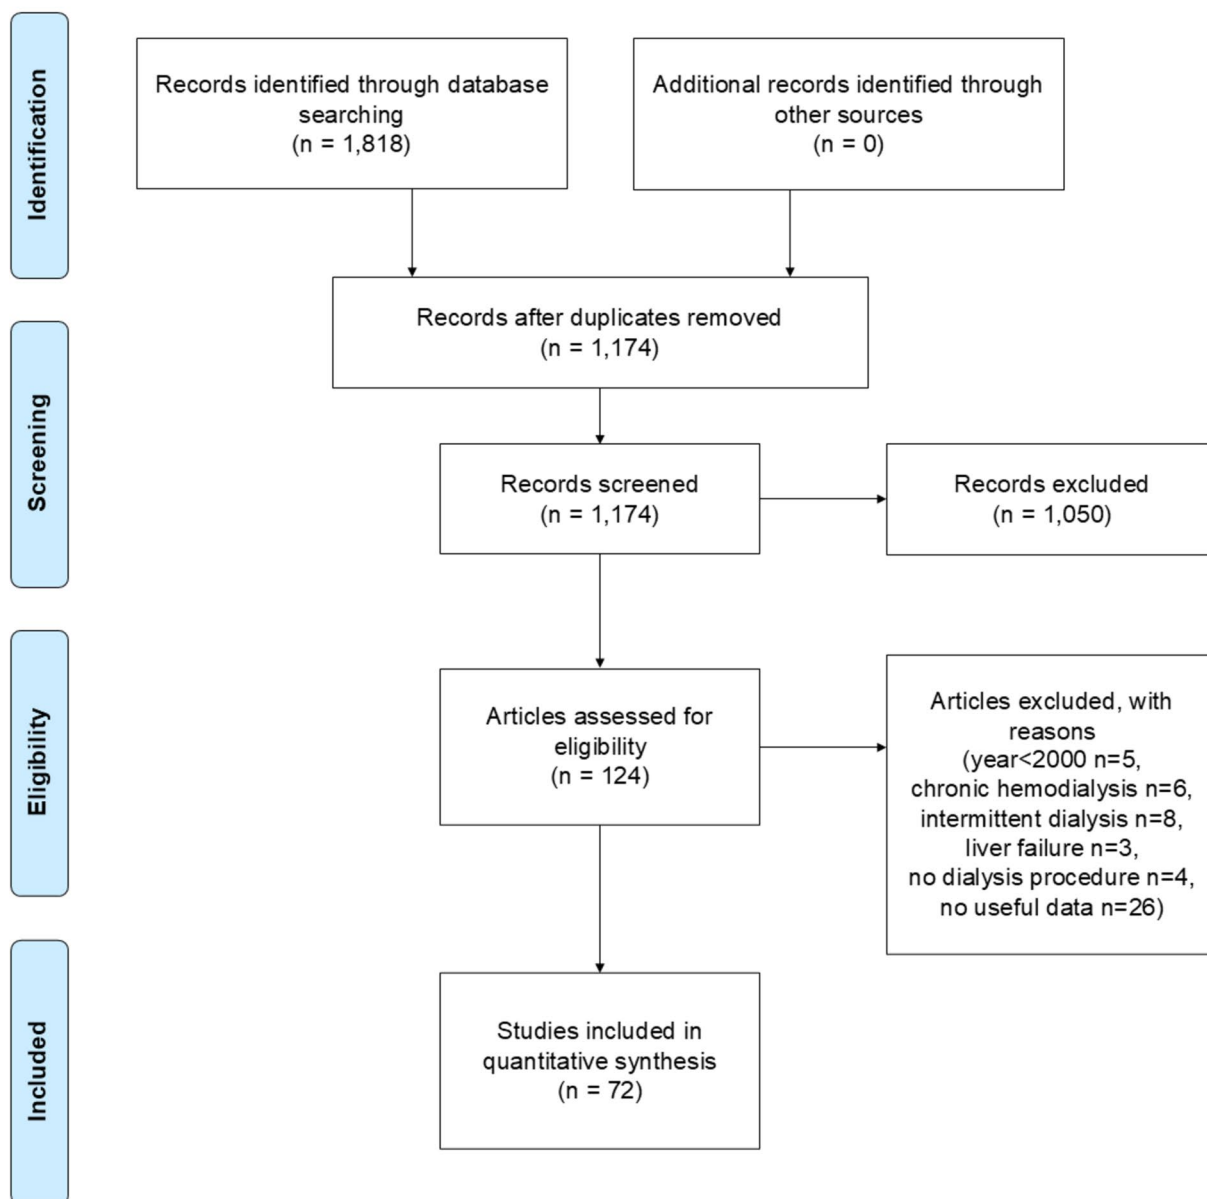 Identification
Records identified through database
searching
(n = 1,818)
Additional records identified through
other sources
(n = 0)
Records after duplicates removed
(n = 1,174)
Screening
Records screened
(n = 1,174)
Records excluded
(n = 1,050)
Eligibility
Articles assessed for
eligibility
(n = 124)
Articles excluded, with
reasons
(year<2000 n=5,
chronic hemodialysis n=6,
intermittent dialysis n=8,
liver failure n=3,
no dialysis procedure n=4,
no useful data n=26)
Included
Studies included in
quantitative synthesis
(n = 72)